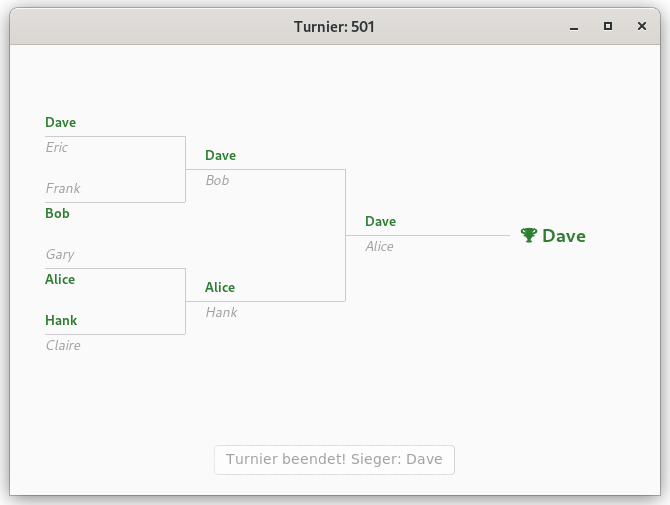 Turnier: 501
Dave
Eric
Frank
Bob
Gary
Alice
Hank
Claire
Dave
Bob
Alice
Hank
Dave
Alice
Dave
Turnier beendet! Sieger: Dave